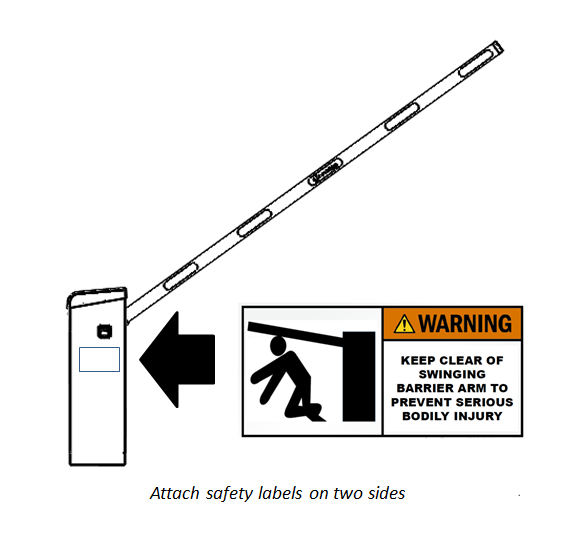 WARNING
KEEP CLEAR OF
SWINGING
BARRIER ARM TO
PREVENT SERIOUS
BODILY INJURY
Attach safety labels on two sides